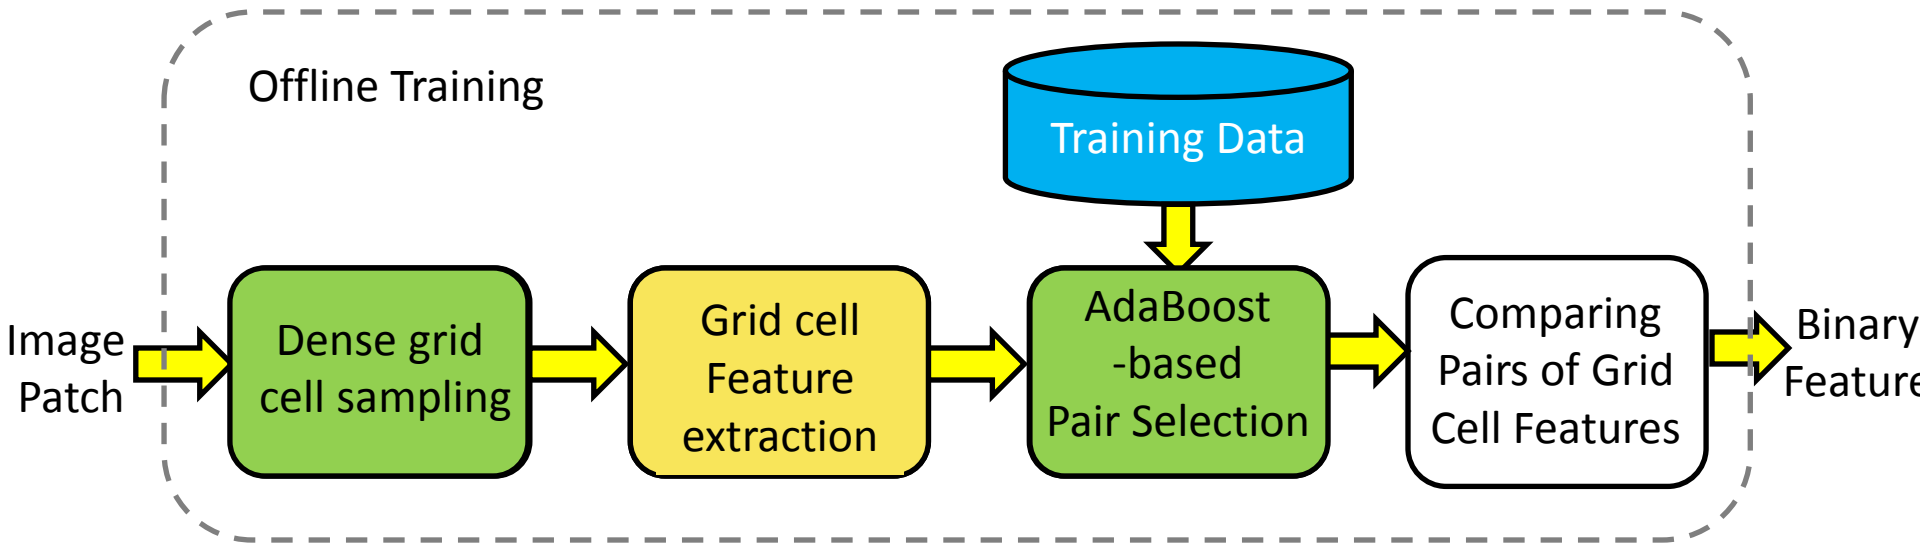 Offline Training
Training Data
Image
Patch
Dense grid
cell sampling
Grid cell
Feature
extraction
AdaBoost
-based
Pair Selection
Comparing
Pairs of Grid
Cell Features
Binary
Feature